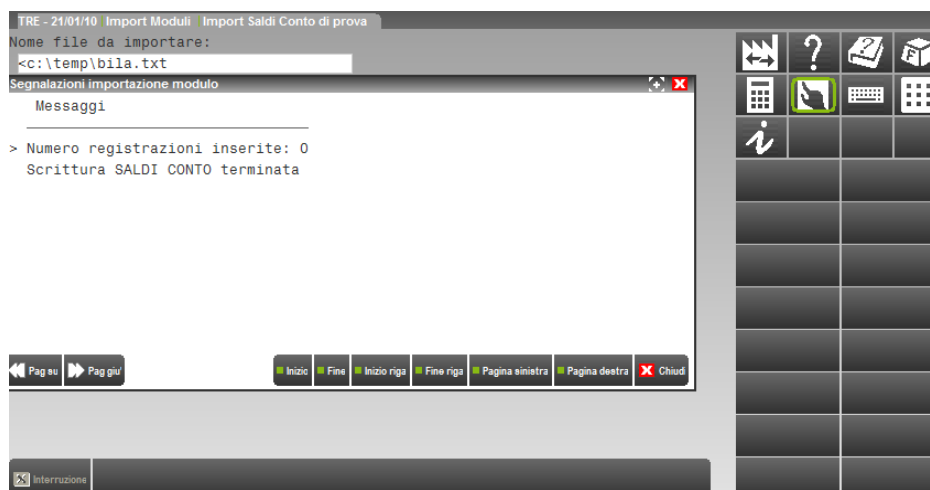 TRE - 21/01/10 Import Moduli Import Saldi Conto di prova
Nome file da importare:
<c:\temp\bila.txt
Segnalazioni importazione modulo
Messaggi
> Numero registrazioni inserite: 0
Scrittura SALDI CONTO terminata
Pag su Pag giu' Inizio Fine Inizio riga Fine riga Pagina sinistra Pagina destra Chiudi
Interruzione